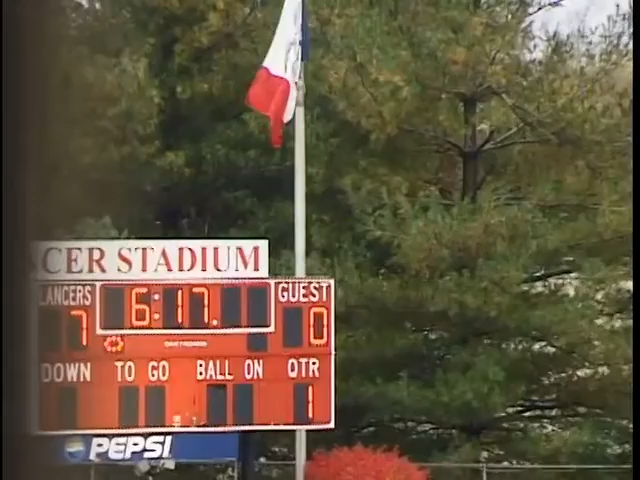 CER STADIUM
LANCERS 6:17. GUEST
7 0
DOWN TO GO BALL ON QTR
1
PEPSI